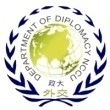 DEPARTMENT OF DIPLOMACY NCCU
政大
外交